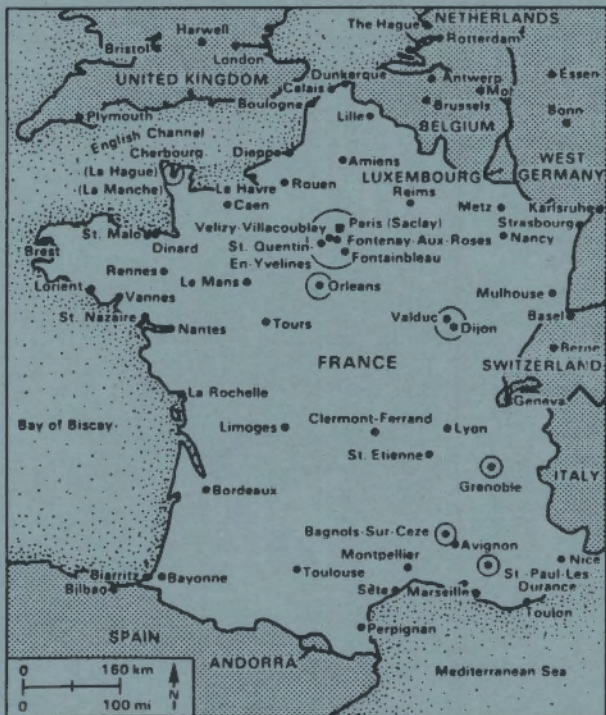 NETHERLANDS
The Hague
Harwell
Rotterdam
Bristol
London
Dunkerque
Antwerp
Mol
Essen
UNITED KINGDOM
Calais
Brussels
Bonn
Boulogne
Plymouth
Lille
BELGIUM
English Channel
Cherbourg
Dieppe
Amiens
WEST
GERMANY
(La Hague)
LUXEMBOURG
(La Manche)
Le Havre
Rouen
Reims
Caen
Metz
Karlsruhe
Strasbourg
Velizy-Villacoublay
Paris (Saclay)
St. Malo
St. Quentin-
En-Yvelines
Fontenay-Aux-Roses
Nancy
Brest
Dinard
Fontainbleau
Rennes
Le Mans
Orleans
Lorient
Vannes
Mulhouse
St. Nazaire
Valduc
Basel
Nantes
Tours
Dijon
Berne
FRANCE
SWITZERLAND
La Rochelle
Geneva
Bay of Biscay
Limoges
Clermont-Ferrand
Lyon
St. Etienne
ITALY
Grenoble
Bordeaux
Bagnols-Sur-Ceze
Avignon
Montpellier
Nice
Biarritz
Bayonne
Toulouse
St.-Paul-Les
Durance
Bilbao
Sète
Marseille
Toulon
SPAIN
Perpignan
ANDORRA
Mediterranean Sea
0 160 km
0 100 mi
N